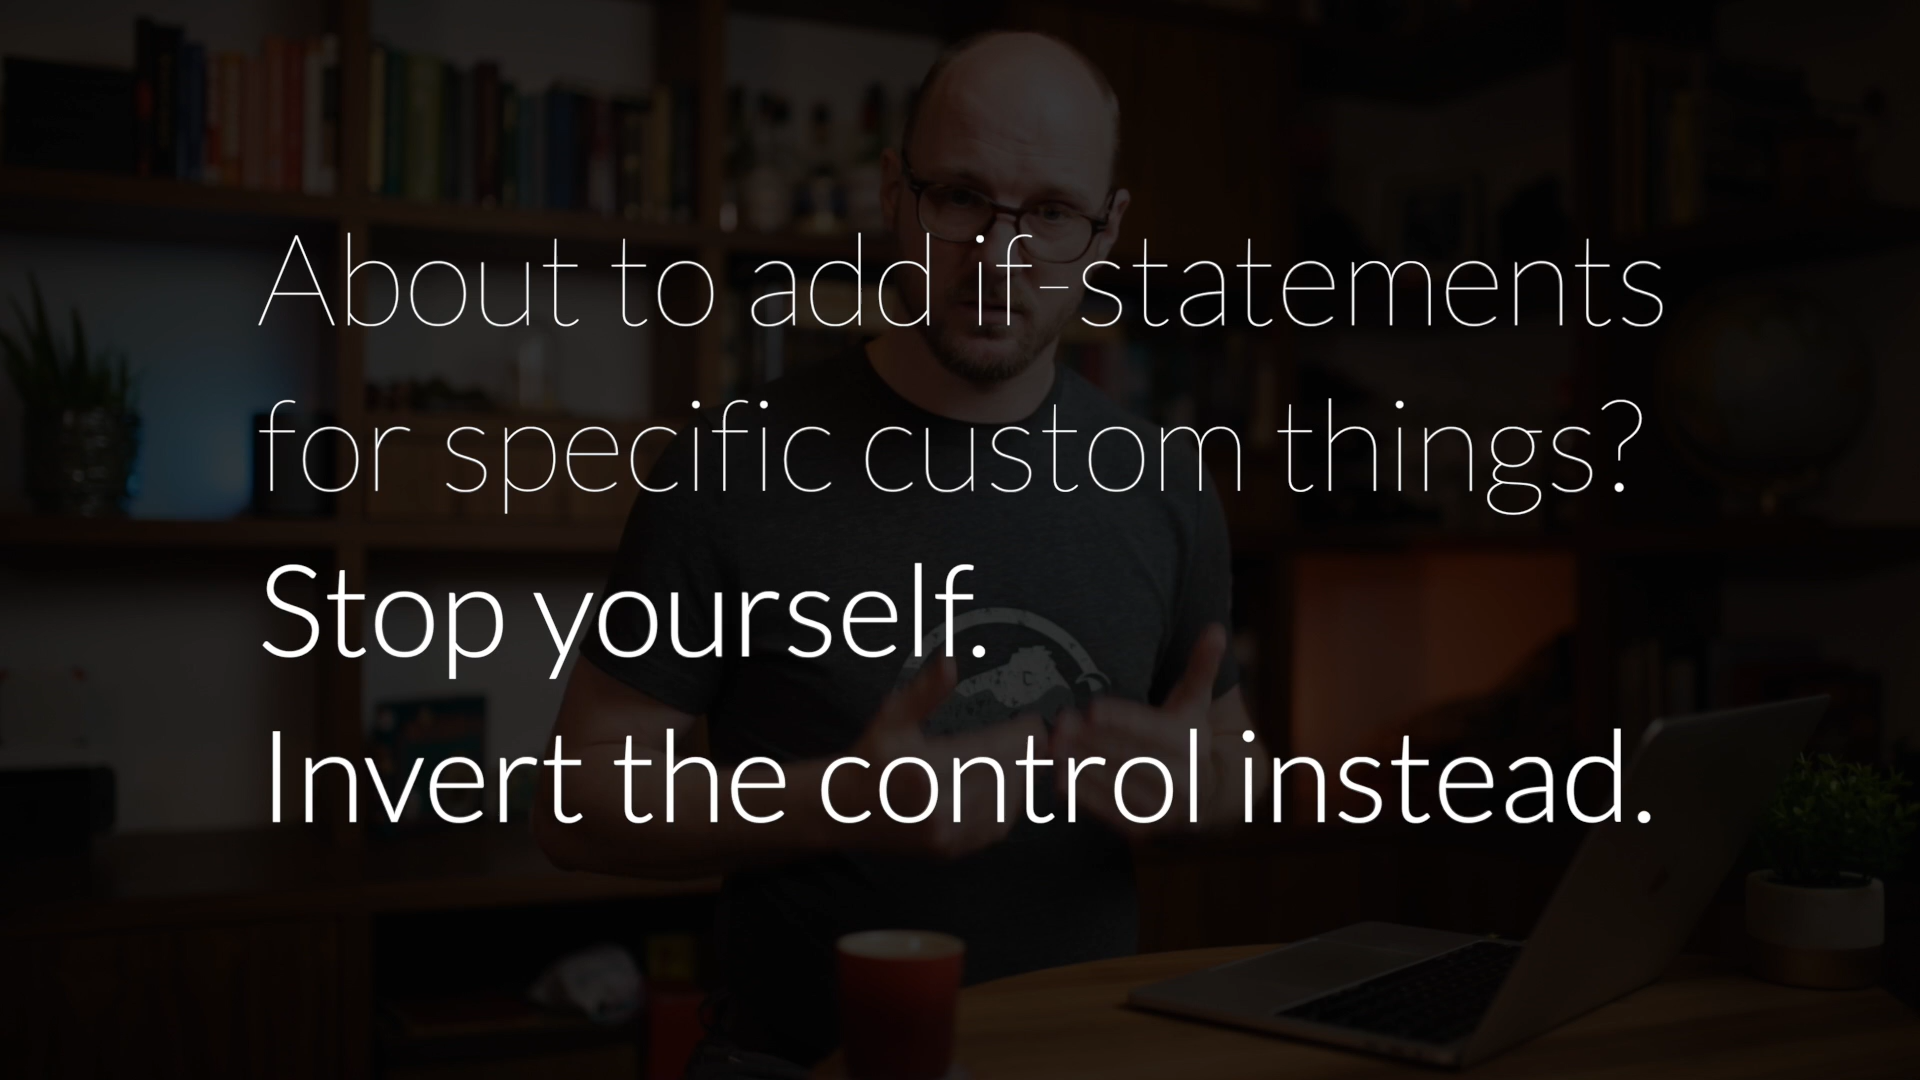 About to add if-statements
for specific custom things?
Stop yourself.
Invert the control instead.